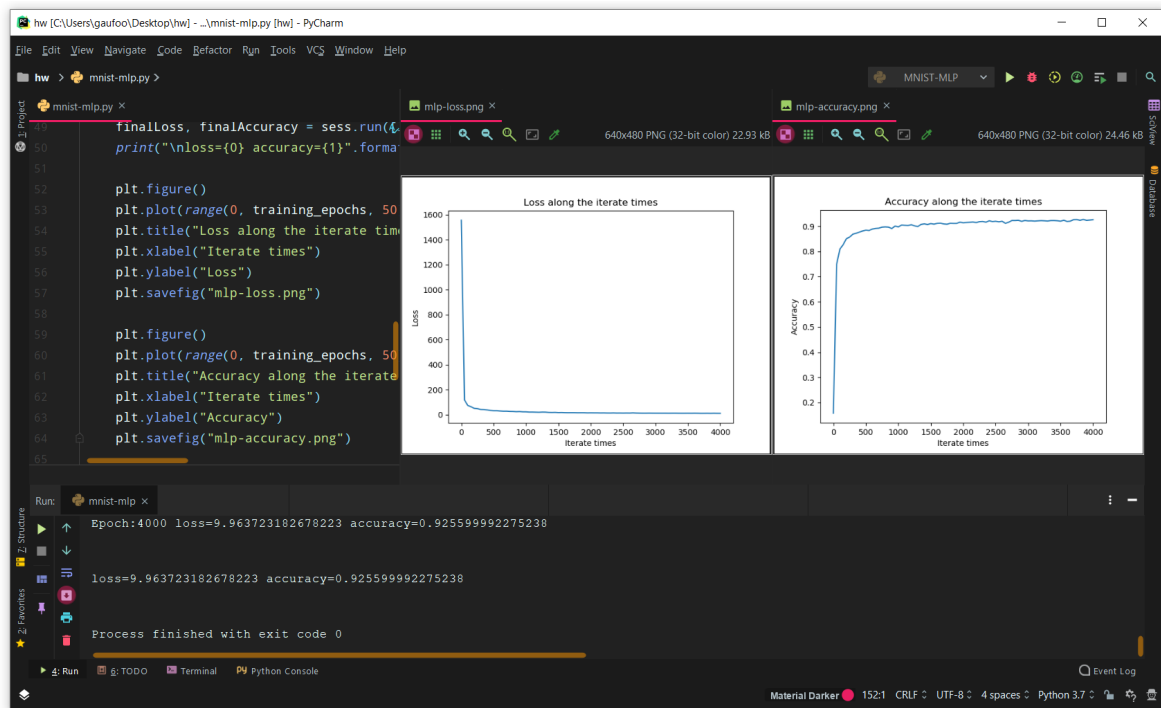 hw [C:\Users\gaufoo\Desktop\hw] - ...\mnist-mlp.py [hw] - PyCharm
File Edit View Navigate Code Refactor Run Tools VCS Window Help
hw mnist-mlp.py MNIST-MLP
1: Project
mnist-mlp.py
49 finalLoss, finalAccuracy = sess.run(
50 print("\nloss={0} accuracy={1}".forma
51
52 plt.figure()
53 plt.plot(range(0, training_epochs, 50
54 plt.title("Loss along the iterate tim
55 plt.xlabel("Iterate times")
56 plt.ylabel("Loss")
57 plt.savefig("mlp-loss.png")
58
59 plt.figure()
60 plt.plot(range(0, training_epochs, 50
61 plt.title("Accuracy along the iterate
62 plt.xlabel("Iterate times")
63 plt.ylabel("Accuracy")
64 plt.savefig("mlp-accuracy.png")
65
mlp-loss.png
640x480 PNG (32-bit color) 22.93 kB
Loss along the iterate times
1600
1400
1200
1000
800
600
400
200
0
Loss
0 500 1000 1500 2000 2500 3000 3500 4000
Iterate times
mlp-accuracy.png
640x480 PNG (32-bit color) 24.46 kB
Accuracy along the iterate times
0.9
0.8
0.7
0.6
0.5
0.4
0.3
0.2
Accuracy
0 500 1000 1500 2000 2500 3000 3500 4000
Iterate times
SciView
Database
Run: mnist-mlp
Epoch:4000 loss=9.963723182678223 accuracy=0.925599992275238
loss=9.963723182678223 accuracy=0.925599992275238
Process finished with exit code 0
7: Structure
2: Favorites
4: Run 6: TODO Terminal Python Console Event Log
Material Darker 152:1 CRLF UTF-8 4 spaces Python 3.7